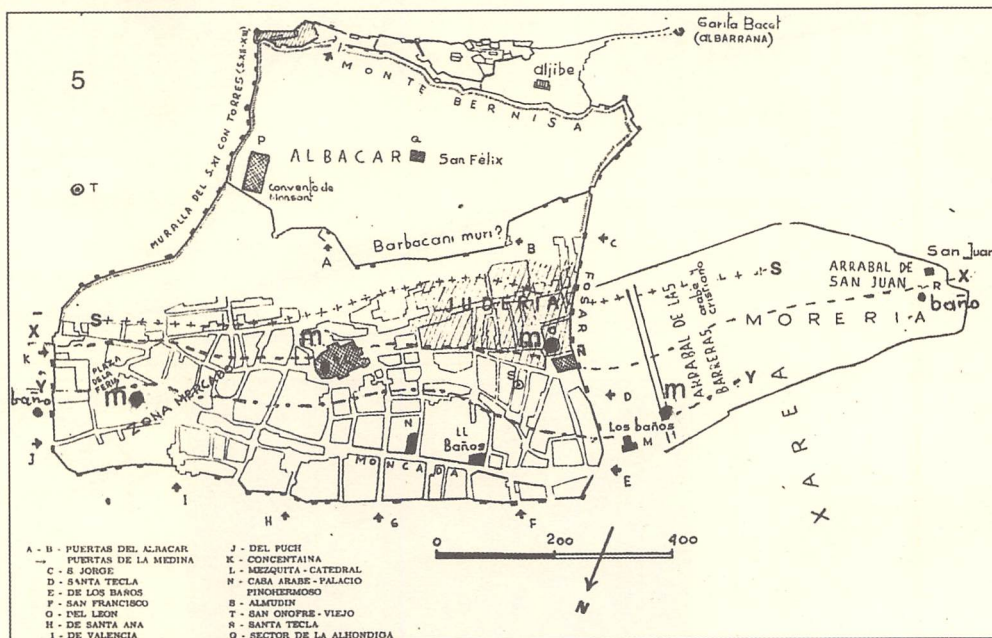 5
Garita Bacat
(ALBARRANA)
aljibe
MONTE BERNISA
MURALLA DEL S.XI CON TORRES (S.XII-XIII)
P
ALBACAR
Q
San Félix
Convento de
T
Barbacani muri?
A
B
C
S
JUDERIA
FOSAR
S
San Juan
ARRABAL DE
SAN JUAN
X
R
baño
MORERIA
ARRABAL DE LAS
BARRERAS
arabe
cristiano
X
K
Y
baño
J
PLAZA
DE LA
FERIA
m
ZONA MERCADO
m
m
Ñ
D
m
Y
Los baños
M
E
N
LL
Baños
MONCADA
XAREA
I
H
G
F
0 200 400
N
A - B - PUERTAS DEL ALBACAR
→ PUERTAS DE LA MEDINA
C - S JORGE
D - SANTA TECLA
E - DE LOS BAÑOS
F - SAN FRANCISCO
G - DEL LEON
H - DE SANTA ANA
I - DE VALENCIA
J - DEL PUCH
K - CONCENTAINA
L - MEZQUITA - CATEDRAL
N - CASA ARABE - PALACIO
PINOHERMOSO
S - ALMUDIN
T - SAN ONOFRE - VIEJO
Ñ - SANTA TECLA
Q - SECTOR DE LA ALHONDIGA